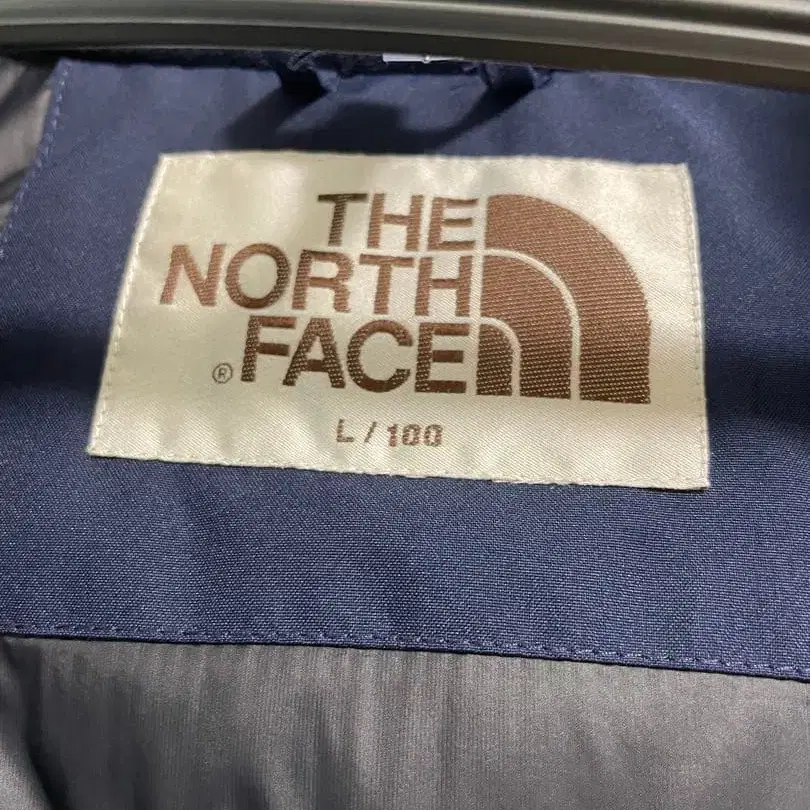 THE
NORTH
® FACE
L / 100